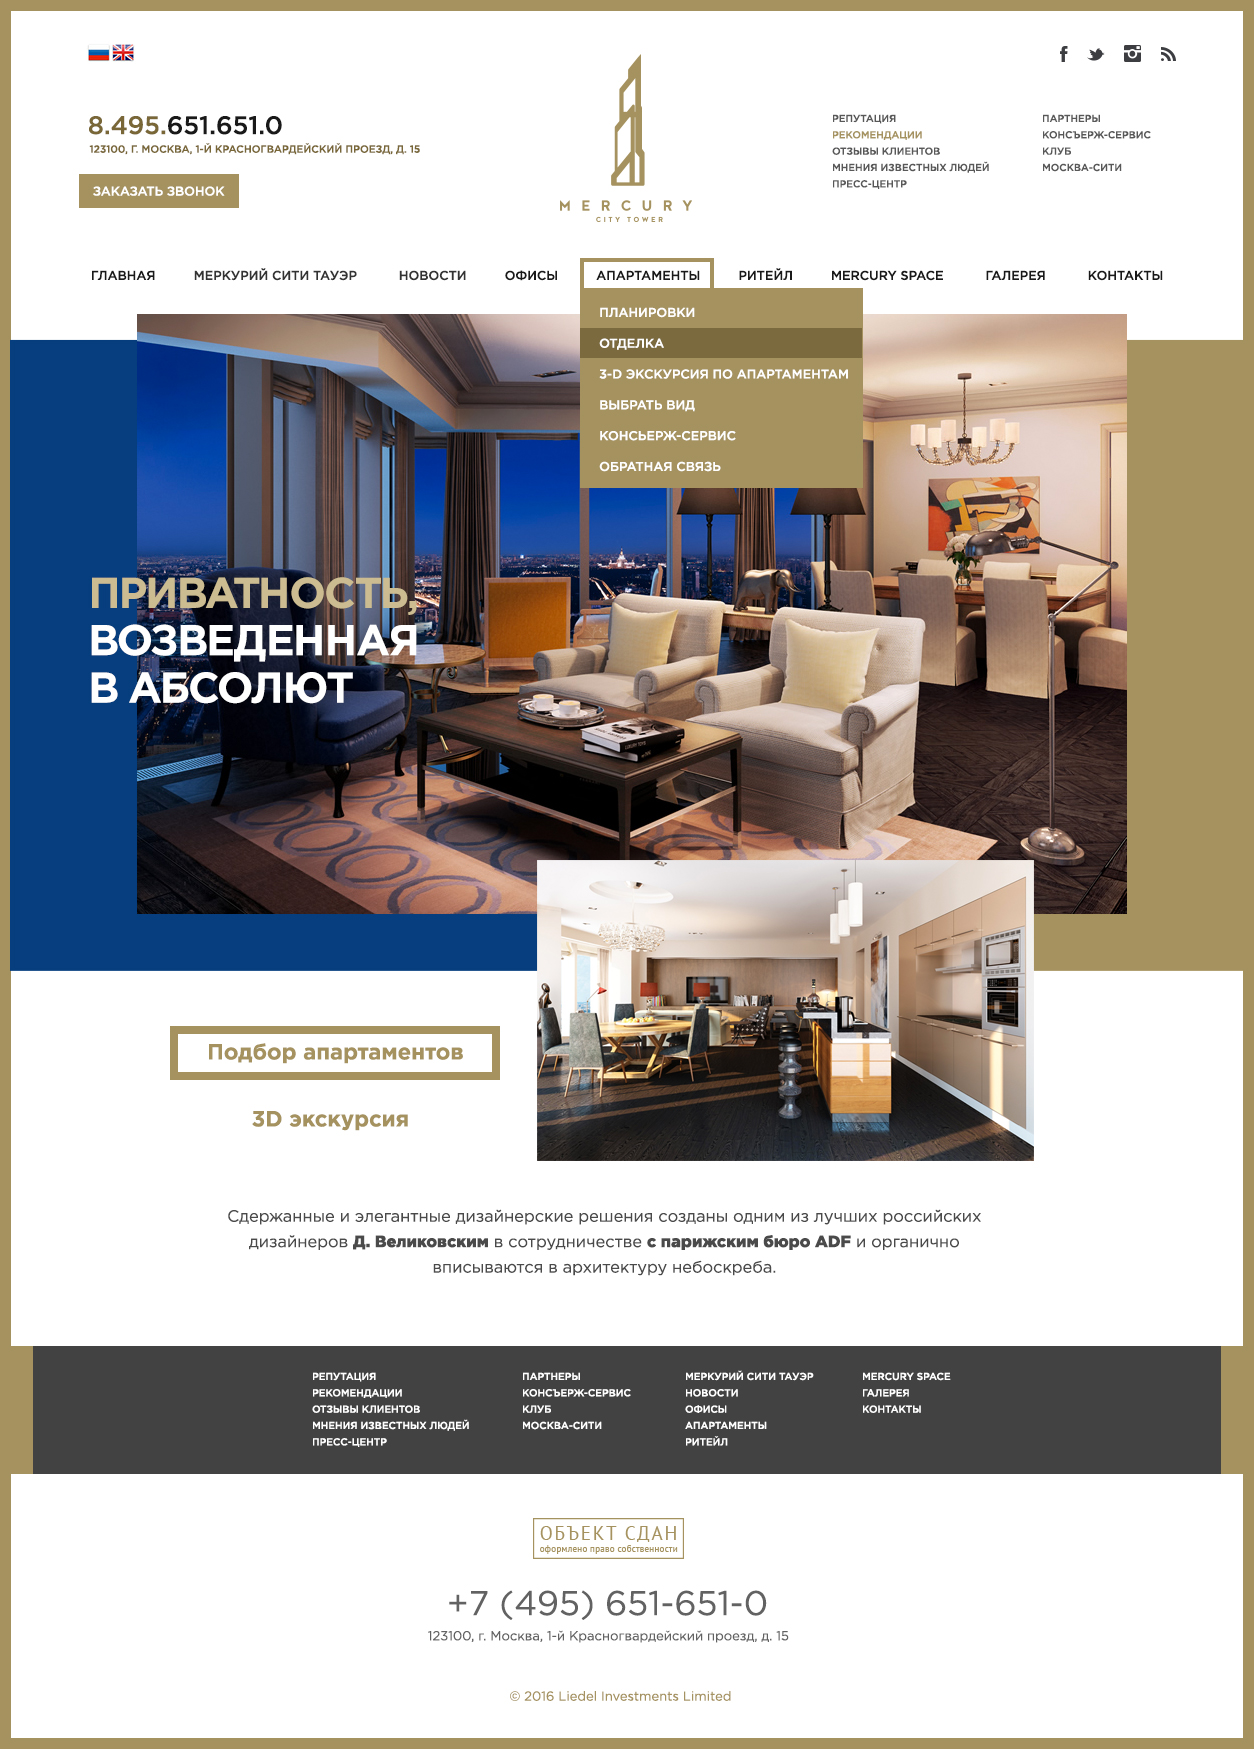 8.495.651.651.0
123100, Г. МОСКВА, 1-Й КРАСНОГВАРДЕЙСКИЙ ПРОЕЗД, Д. 15
ЗАКАЗАТЬ ЗВОНОК
MERCURY
CITY TOWER
РЕПУТАЦИЯ
РЕКОМЕНДАЦИИ
ОТЗЫВЫ КЛИЕНТОВ
МНЕНИЯ ИЗВЕСТНЫХ ЛЮДЕЙ
ПРЕСС-ЦЕНТР
ПАРТНЕРЫ
КОНСЪЕРЖ-СЕРВИС
КЛУБ
МОСКВА-СИТИ
ГЛАВНАЯ МЕРКУРИЙ СИТИ ТАУЭР НОВОСТИ ОФИСЫ АПАРТАМЕНТЫ РИТЕЙЛ MERCURY SPACE ГАЛЕРЕЯ КОНТАКТЫ
ПЛАНИРОВКИ
ОТДЕЛКА
3-D ЭКСКУРСИЯ ПО АПАРТАМЕНТАМ
ВЫБРАТЬ ВИД
КОНСЬЕРЖ-СЕРВИС
ОБРАТНАЯ СВЯЗЬ
ПРИВАТНОСТЬ,
ВОЗВЕДЕННАЯ
В АБСОЛЮТ
Подбор апартаментов
3D экскурсия
Сдержанные и элегантные дизайнерские решения созданы одним из лучших российских
дизайнеров Д. Великовским в сотрудничестве с парижским бюро ADF и органично
вписываются в архитектуру небоскреба.
РЕПУТАЦИЯ
РЕКОМЕНДАЦИИ
ОТЗЫВЫ КЛИЕНТОВ
МНЕНИЯ ИЗВЕСТНЫХ ЛЮДЕЙ
ПРЕСС-ЦЕНТР
ПАРТНЕРЫ
КОНСЪЕРЖ-СЕРВИС
КЛУБ
МОСКВА-СИТИ
МЕРКУРИЙ СИТИ ТАУЭР
НОВОСТИ
ОФИСЫ
АПАРТАМЕНТЫ
РИТЕЙЛ
MERCURY SPACE
ГАЛЕРЕЯ
КОНТАКТЫ
ОБЪЕКТ СДАН
оформлено право собственности
+7 (495) 651-651-0
123100, г. Москва, 1-й Красногвардейский проезд, д. 15
© 2016 Liedel Investments Limited